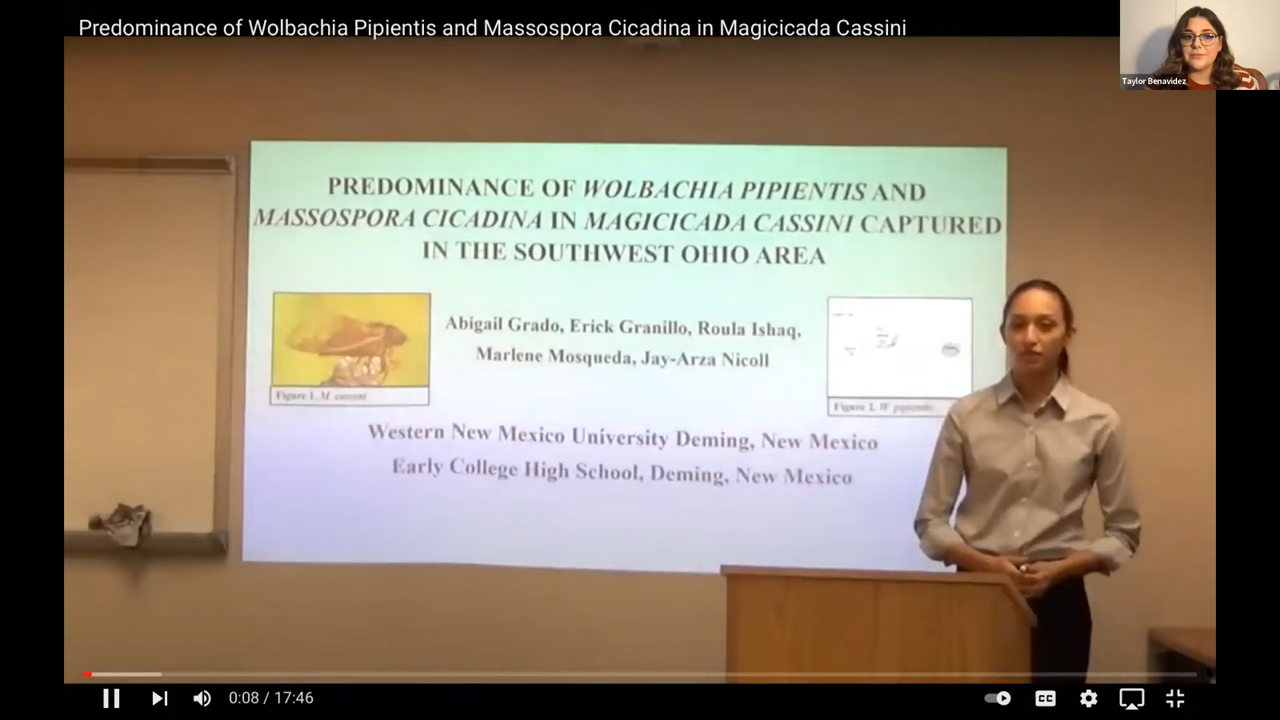 Predominance of Wolbachia Pipientis and Massospora Cicadina in Magicicada Cassini
Taylor Benavidez
PREDOMINANCE OF WOLBACHIA PIPIENTIS AND
MASSOSPORA CICADINA IN MAGICICADA CASSINI CAPTURED
IN THE SOUTHWEST OHIO AREA
Abigail Grado, Erick Granillo, Roula Ishaq,
Marlene Mosqueda, Jay-Arza Nicoll
Figure 1. M. cassini
Figure 2. W. pipientis
Western New Mexico University Deming, New Mexico
Early College High School, Deming, New Mexico
0:08 / 17:46
CC